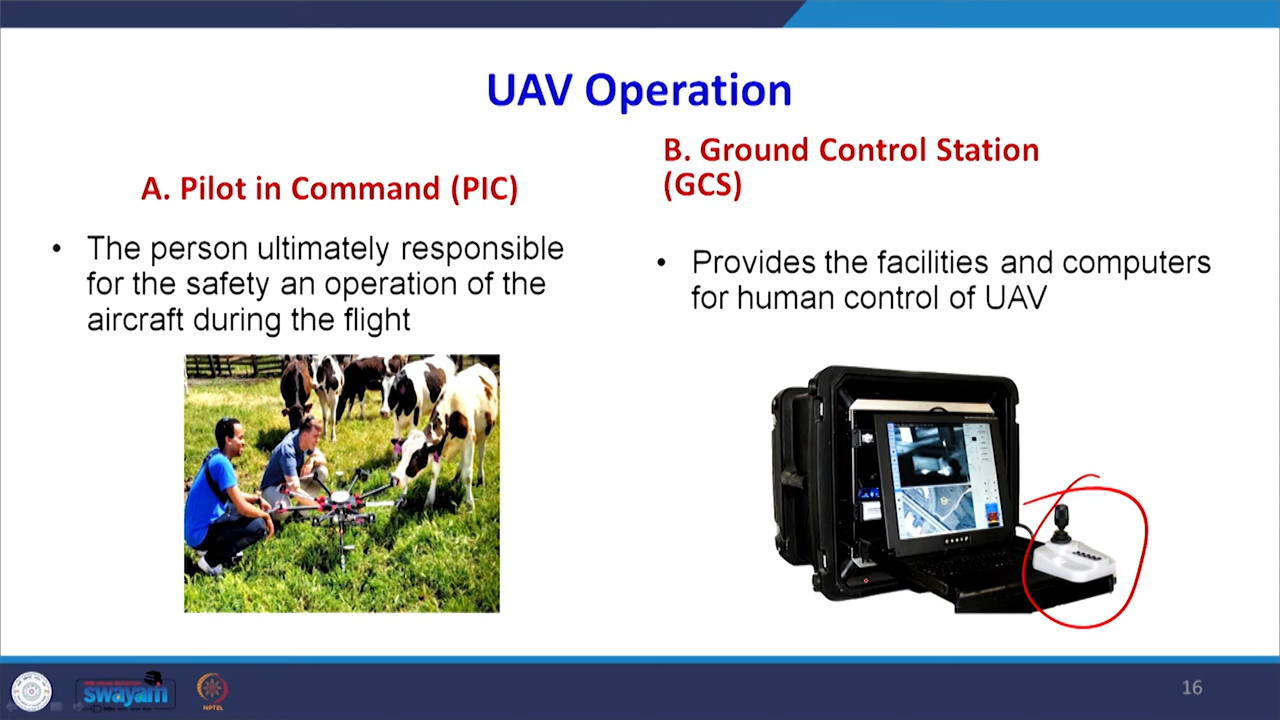 UAV Operation
A. Pilot in Command (PIC)
• The person ultimately responsible
for the safety an operation of the
aircraft during the flight
B. Ground Control Station
(GCS)
• Provides the facilities and computers
for human control of UAV
swayam
NPTEL
16